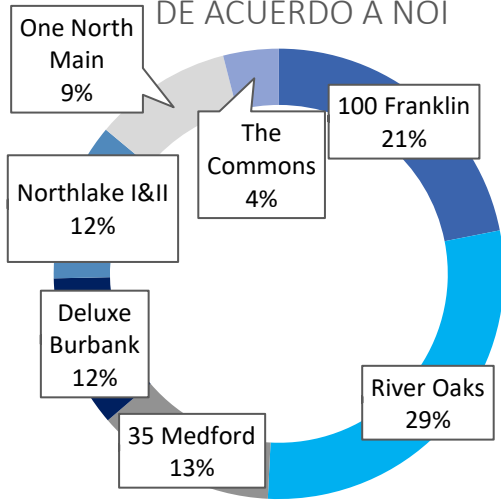 DE ACUERDO A NOI
One North
Main
9%
The
Commons
4%
100 Franklin
21%
Northlake I&II
12%
Deluxe
Burbank
12%
35 Medford
13%
River Oaks
29%